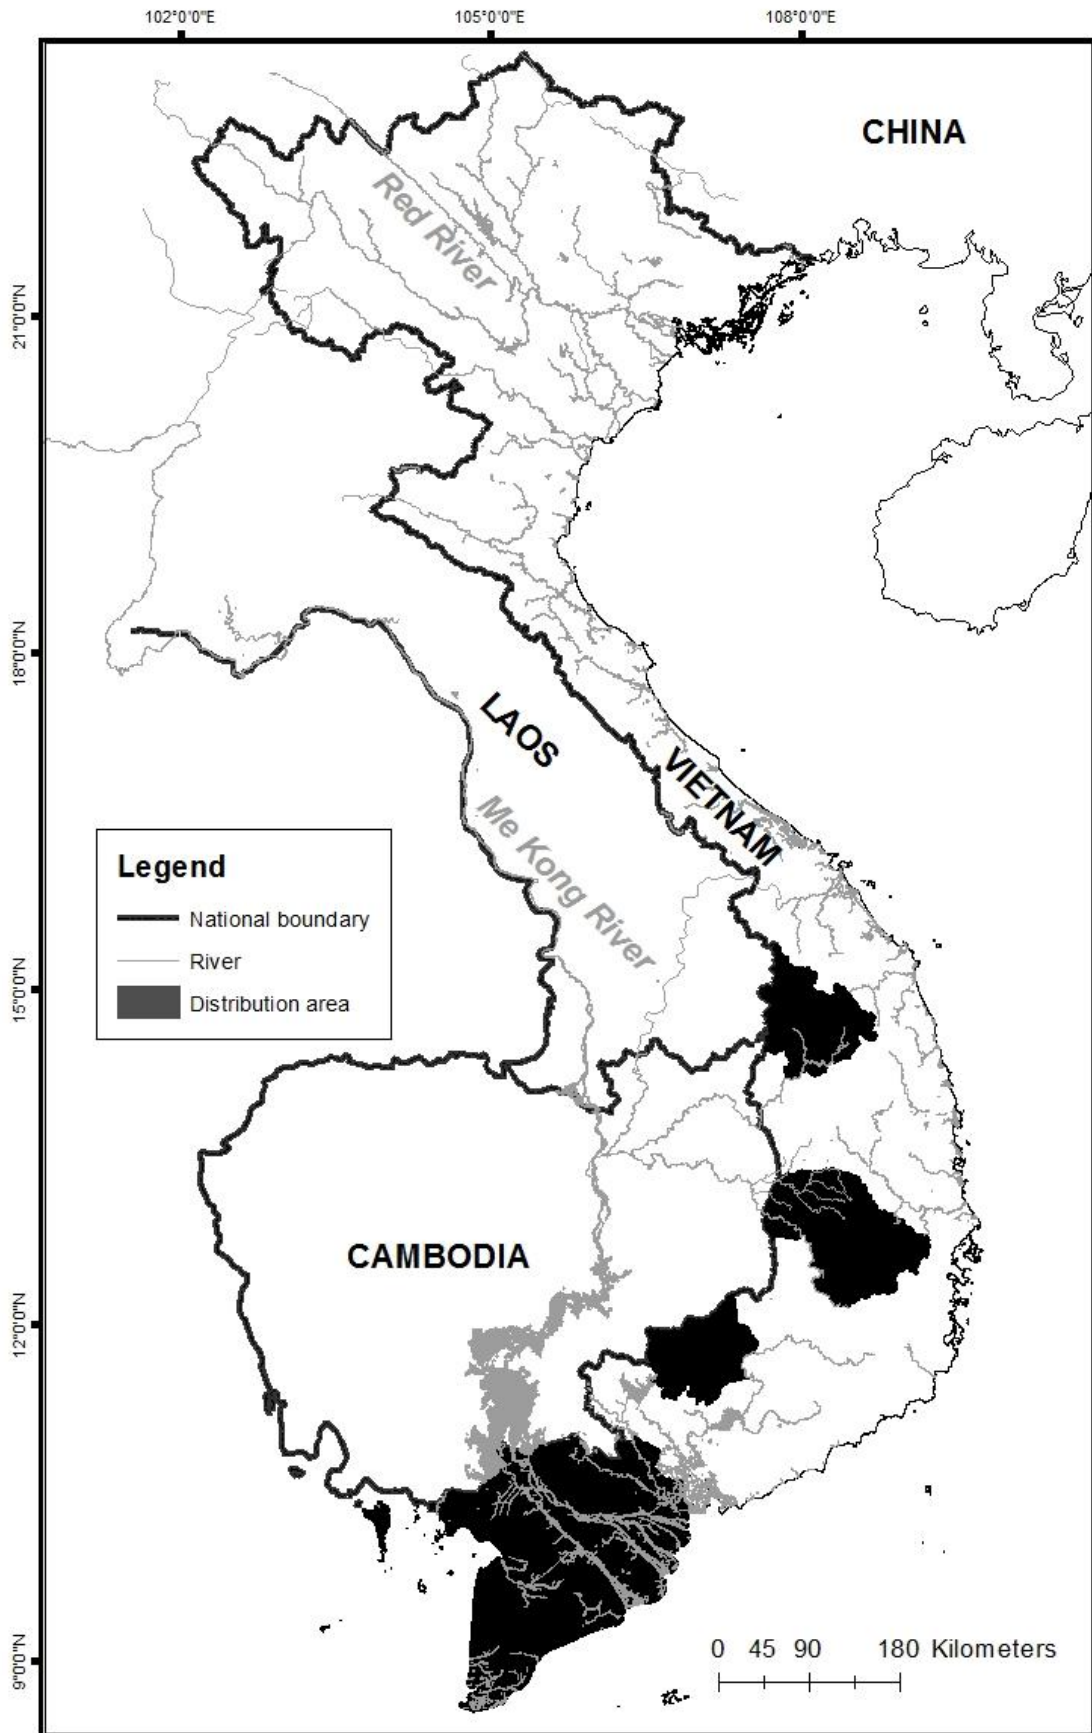 102°0'0"E
105°0'0"E
108°0'0"E
CHINA
Red River
21°0'0"N
18°0'0"N
LAOS
VIETNAM
Me Kong River
Legend
National boundary
River
Distribution area
15°0'0"N
CAMBODIA
12°0'0"N
9°0'0"N
0 45 90 180 Kilometers